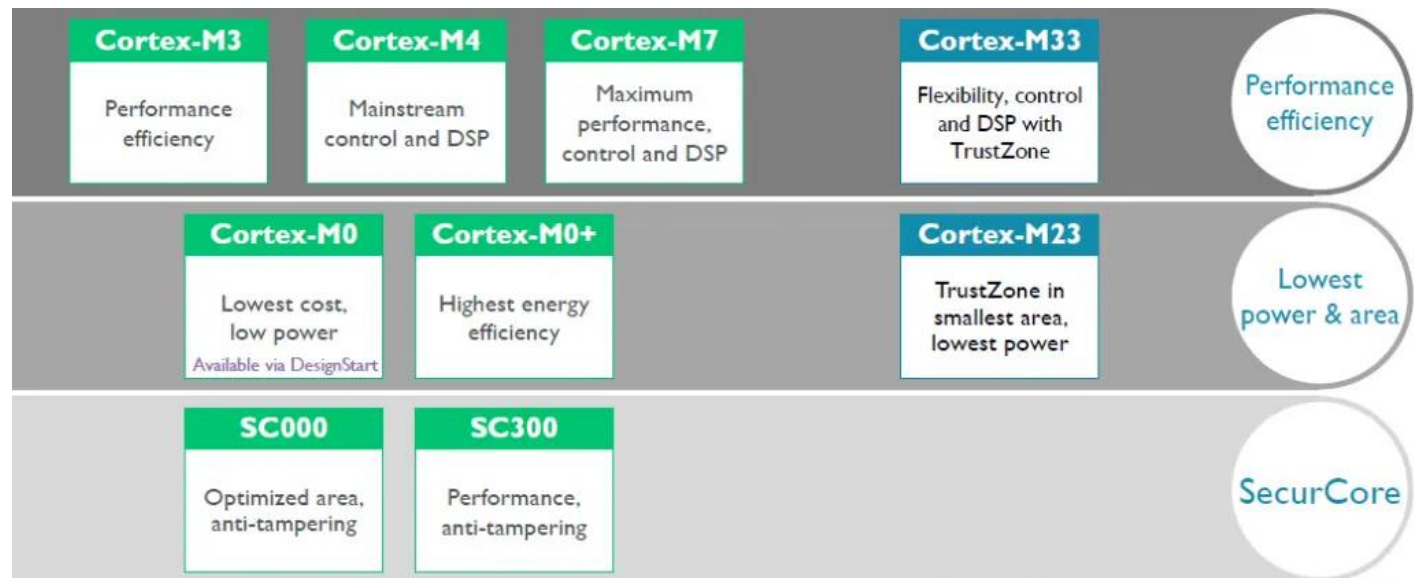 Cortex-M3
Performance
efficiency
Cortex-M4
Mainstream
control and DSP
Cortex-M7
Maximum
performance,
control and DSP
Cortex-M33
Flexibility, control
and DSP with
TrustZone
Performance
efficiency
Cortex-M0
Lowest cost,
low power
Available via DesignStart
Cortex-M0+
Highest energy
efficiency
Cortex-M23
TrustZone in
smallest area,
lowest power
Lowest
power & area
SC000
Optimized area,
anti-tampering
SC300
Performance,
anti-tampering
SecurCore